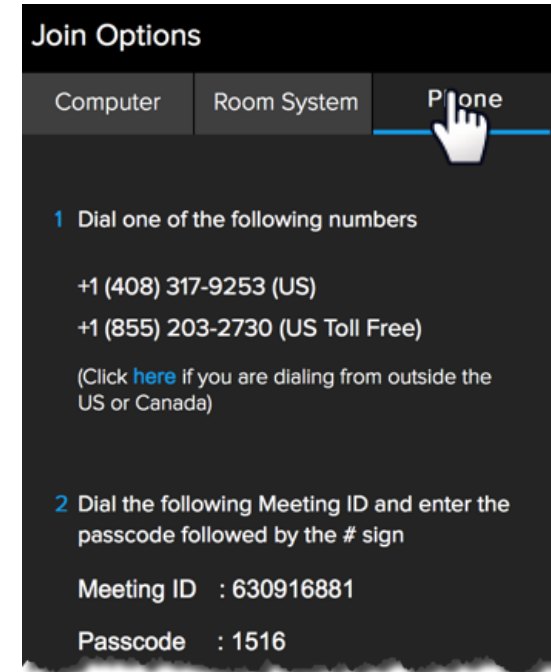 Join Options
Computer Room System Phone
1 Dial one of the following numbers
+1 (408) 317-9253 (US)
+1 (855) 203-2730 (US Toll Free)
(Click here if you are dialing from outside the
US or Canada)
2 Dial the following Meeting ID and enter the
passcode followed by the # sign
Meeting ID : 630916881
Passcode : 1516